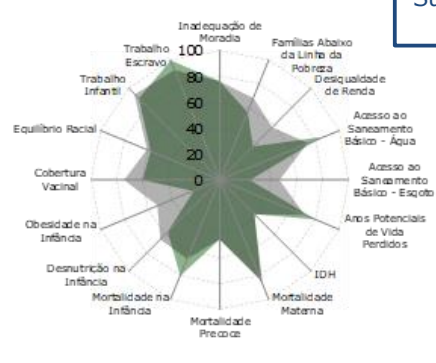 Inadequação de
Moradia
Famílias Abaixo
da Linha da
Pobreza
Desigualdade
de Renda
Acesso ao
Saneamento
Básico - Água
Acesso ao
Saneamento
Básico - Esgoto
Anos Potenciais
de Vida
Perdidos
IDH
Mortalidade
Materna
Mortalidade
Precoce
Mortalidade na
Infância
Desnutrição na
Infância
Obesidade na
Infância
Cobertura
Vacinal
Equilíbrio Racial
Trabalho
Infantil
Trabalho
Escravo
100
80
60
40
20
0